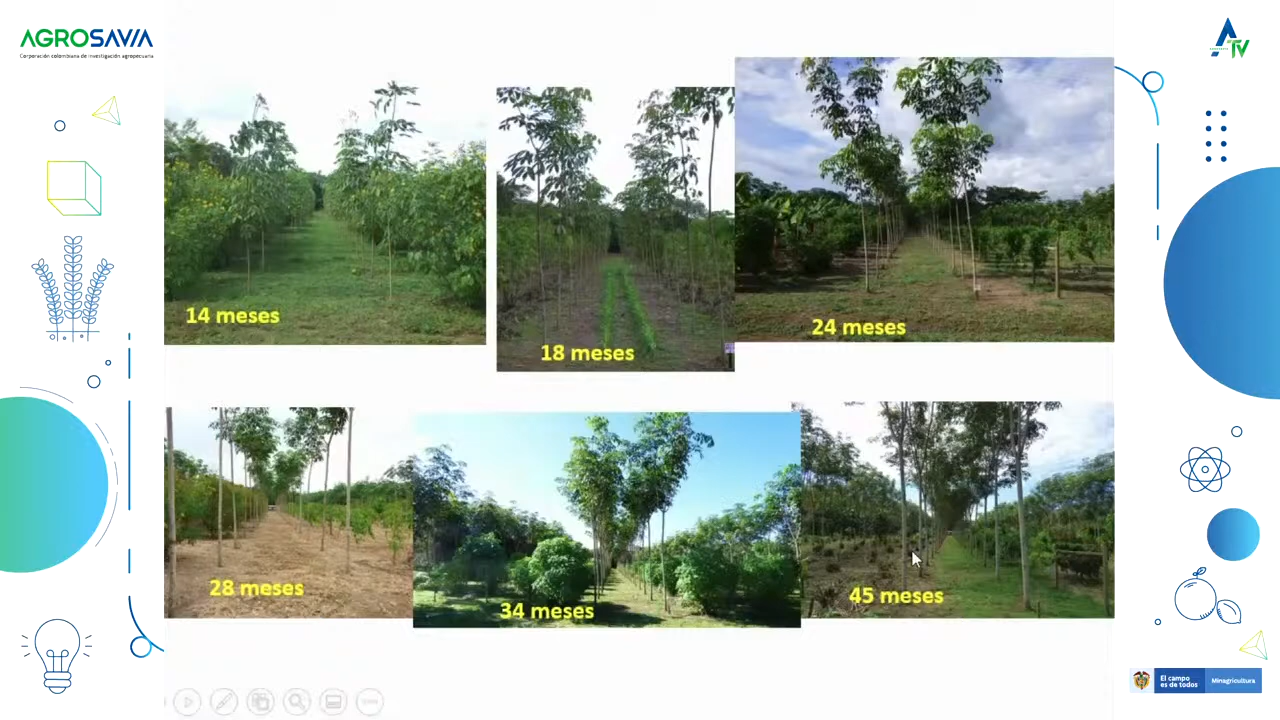 AGROSAVIA
Corporación colombiana de investigación agropecuaria
TV
14 meses
18 meses
24 meses
28 meses
34 meses
45 meses
El campo
es de todos
Minagricultura